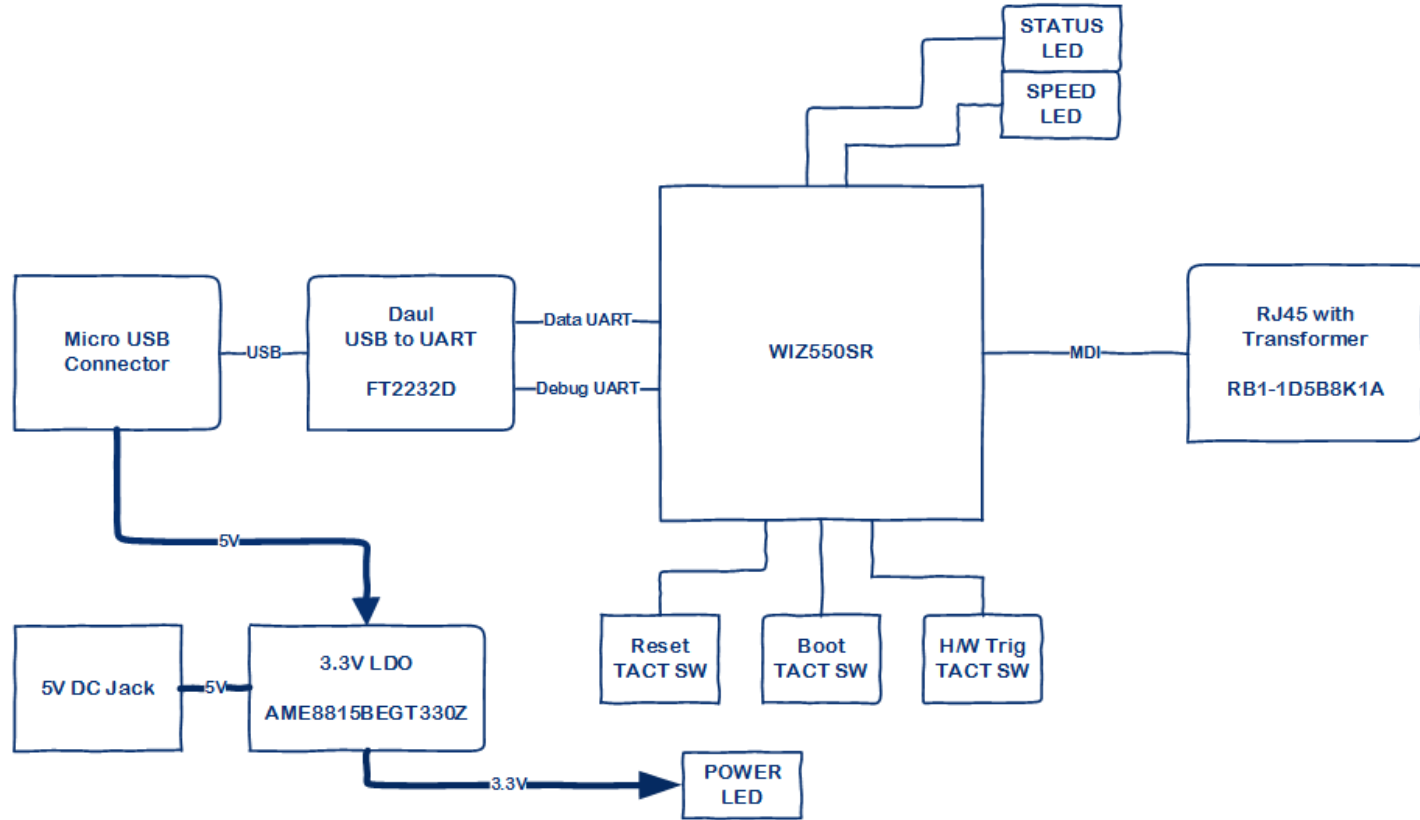 STATUS
LED
SPEED
LED
Micro USB
Connector
USB
Daul
USB to UART
FT2232D
Data UART
Debug UART
WIZ550SR
MDI
RJ45 with
Transformer
RB1-1D5B8K1A
5V
5V DC Jack
5V
3.3V LDO
AME8815BEGT330Z
Reset
TACT SW
Boot
TACT SW
H/W Trig
TACT SW
3.3V
POWER
LED